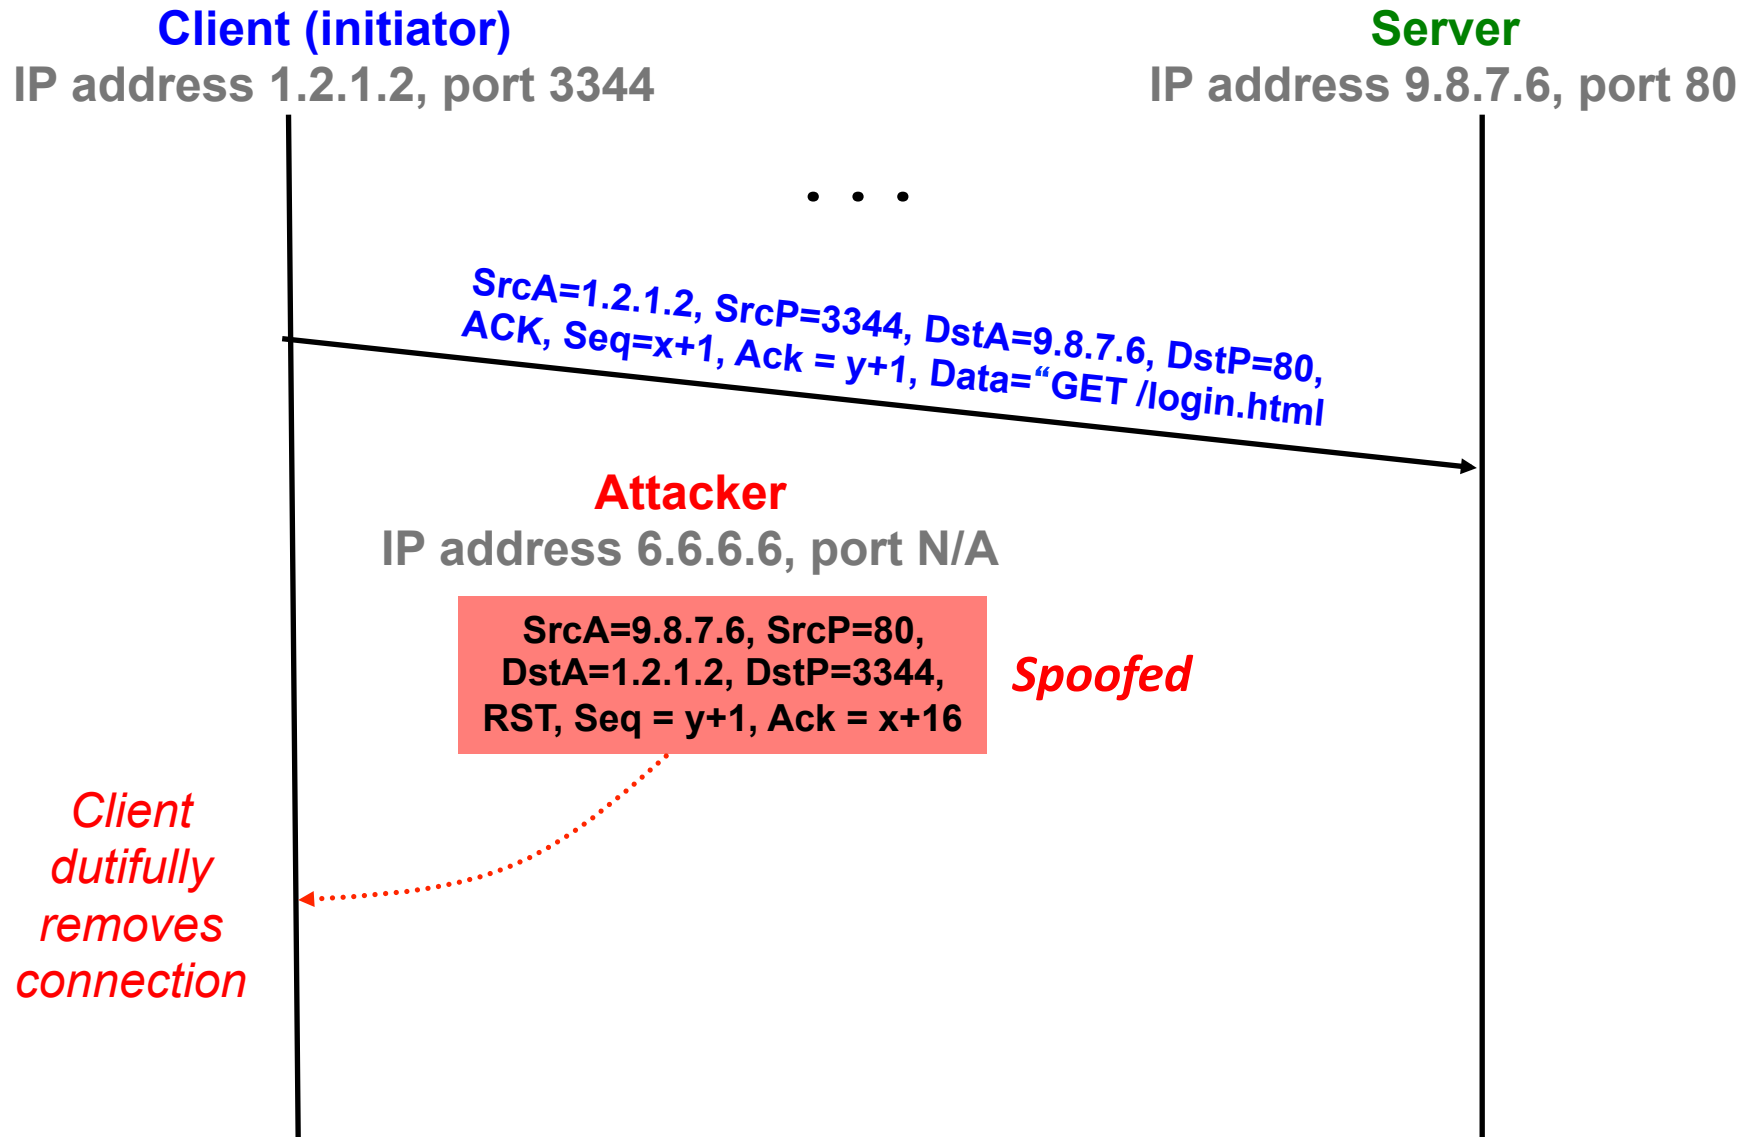 Client (initiator)
IP address 1.2.1.2, port 3344
Server
IP address 9.8.7.6, port 80
. . .
SrcA=1.2.1.2, SrcP=3344, DstA=9.8.7.6, DstP=80,
ACK, Seq=x+1, Ack = y+1, Data=“GET /login.html
Attacker
IP address 6.6.6.6, port N/A
SrcA=9.8.7.6, SrcP=80,
DstA=1.2.1.2, DstP=3344,
RST, Seq = y+1, Ack = x+16
Spoofed
Client
dutifully
removes
connection